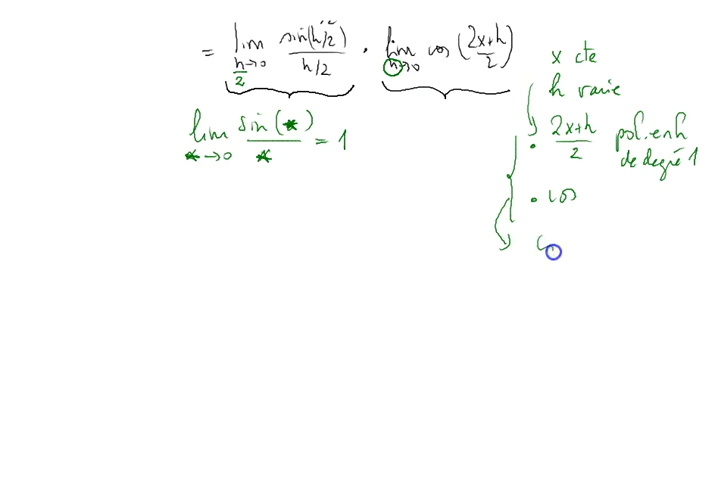 = lim sin(h/2)/(h/2) · lim cos((2x+h)/2)
h/2→0 h→0
lim sin(*)/* = 1
*→0
x cte
h varie
• (2x+h)/2 pol. en h
de degré 1
• cos